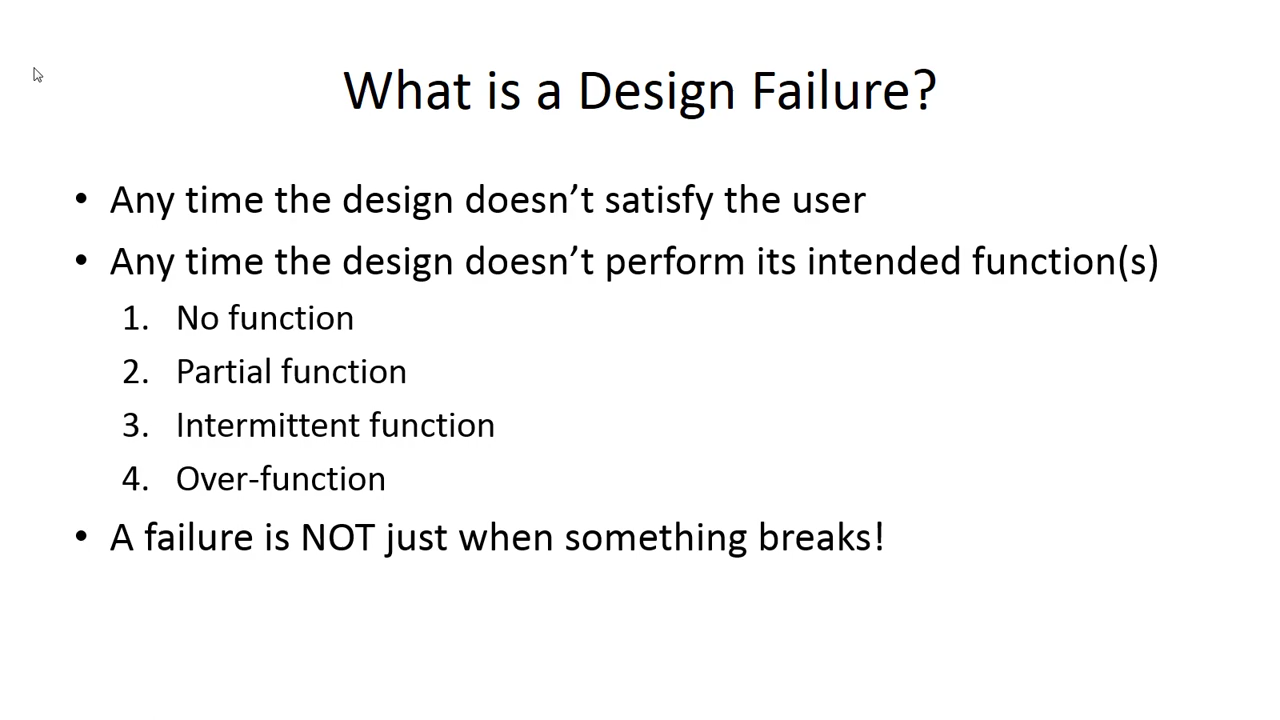 What is a Design Failure?
• Any time the design doesn’t satisfy the user
• Any time the design doesn’t perform its intended function(s)
1. No function
2. Partial function
3. Intermittent function
4. Over-function
• A failure is NOT just when something breaks!